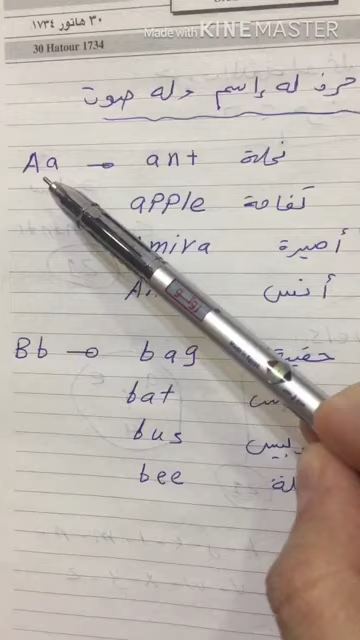 Made with KINEMASTER
٣٠ هاتور ١٧٣٤
30 Hatour 1734
حرف له إسم وله صوت
Aa → ant نملة
apple تفاحة
mira أميرة
A أنس
Bb → bag حقيبة
bat
bus
bee